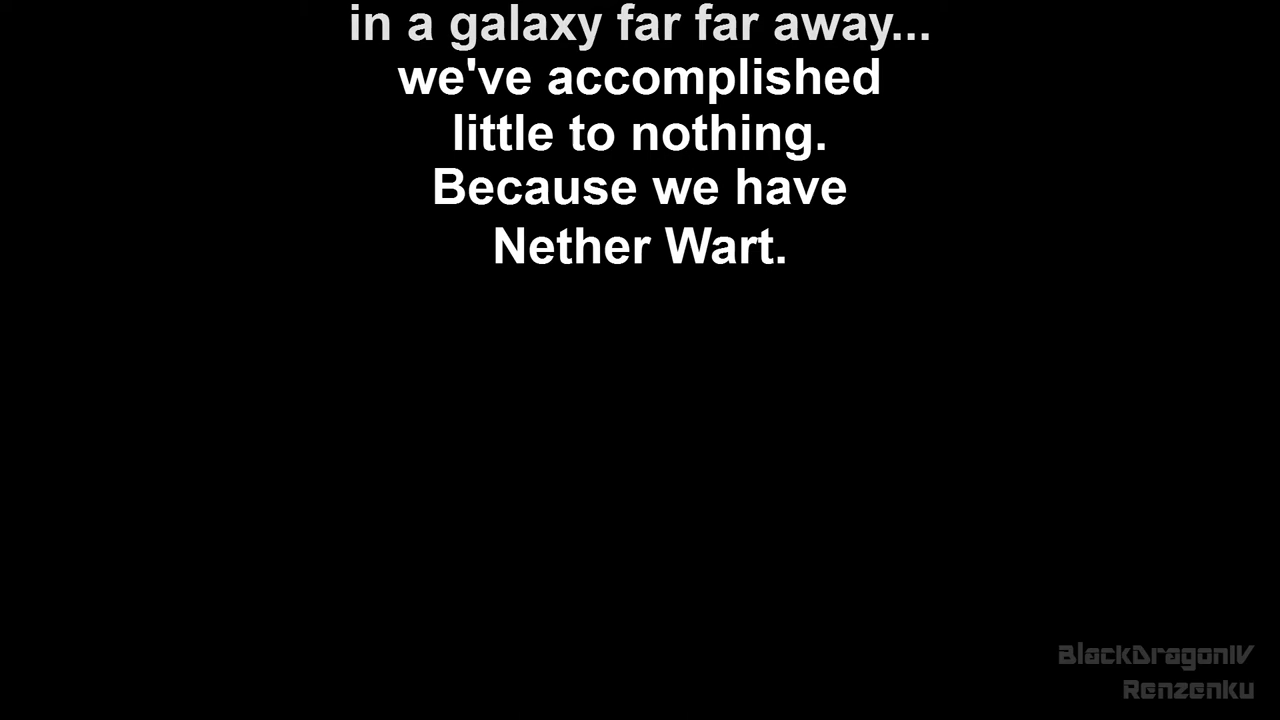 in a galaxy far far away...
we've accomplished
little to nothing.
Because we have
Nether Wart.
BlackDragonIV
Renzenku